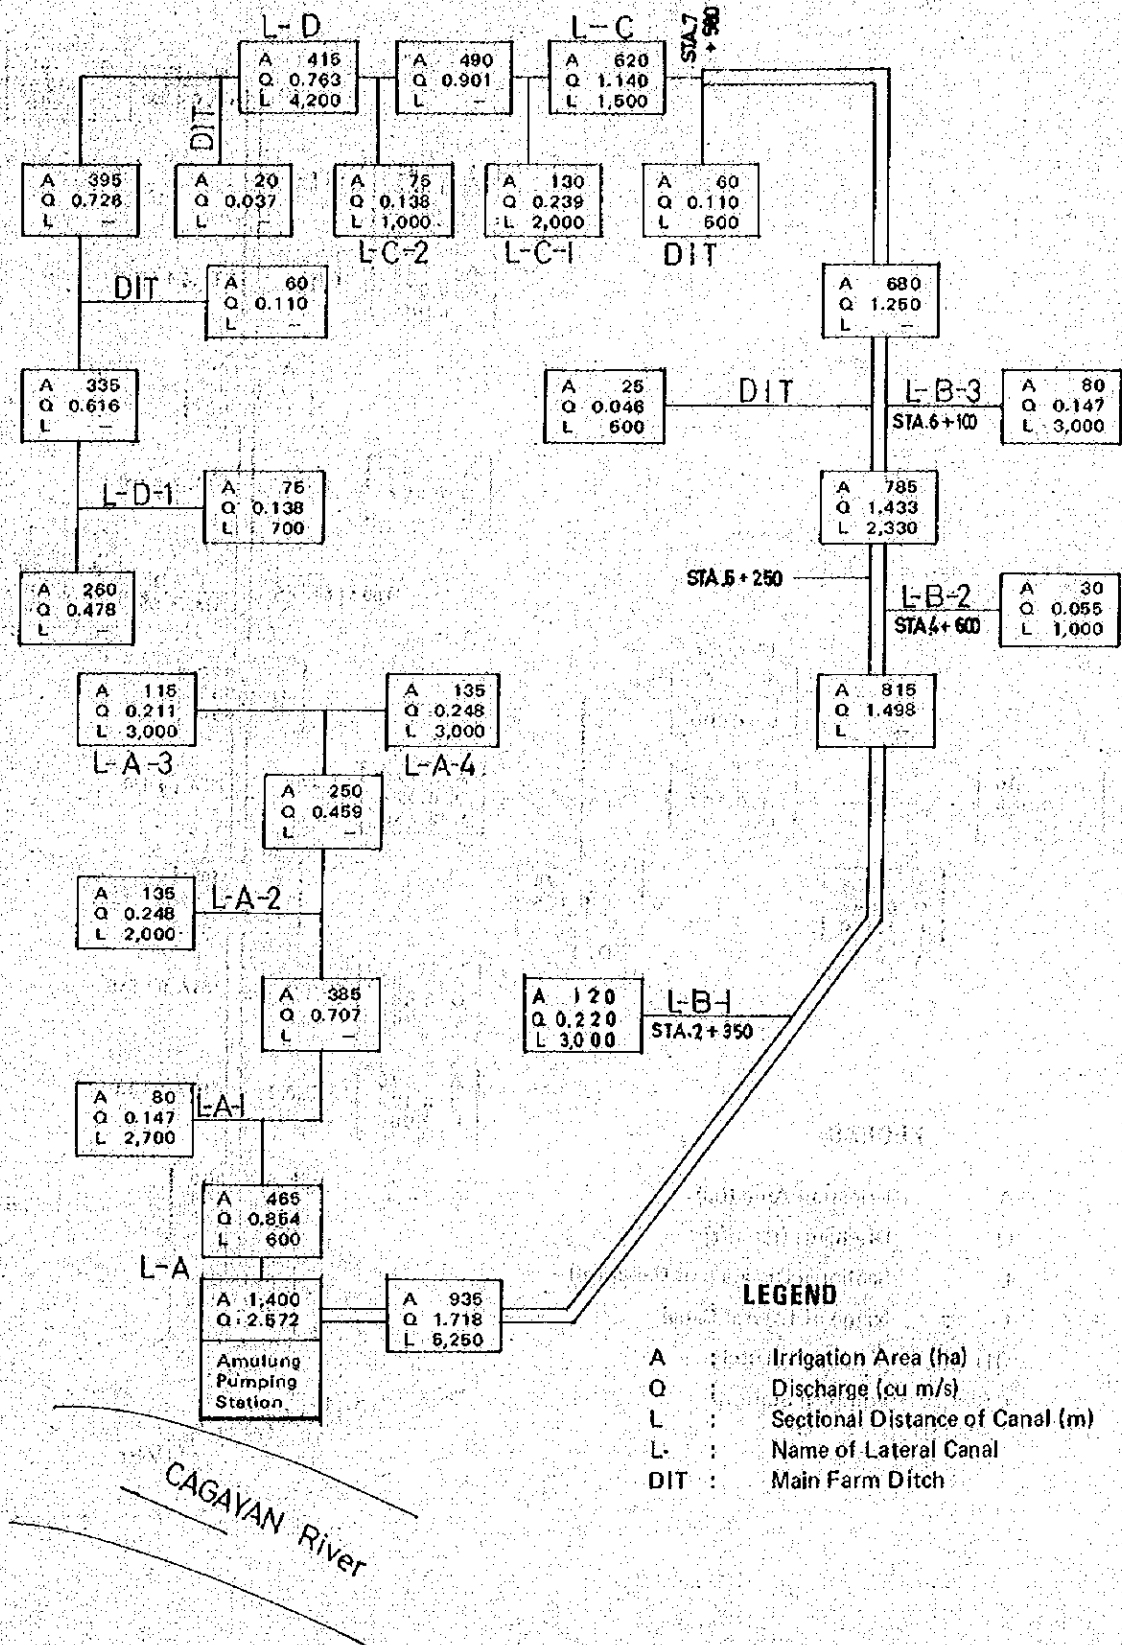 L-D
L-C
STA.7
+ 580
A 415
Q 0.763
L 4,200
A 490
Q 0.901
L -
A 620
Q 1.140
L 1,500
DIT
A 395
Q 0.726
L -
A 20
Q 0.037
L -
A 75
Q 0.138
L 1,000
L-C-2
A 130
Q 0.239
L 2,000
L-C-1
A 60
Q 0.110
L 600
DIT
DIT
A 60
Q 0.110
L -
A 680
Q 1.250
L -
A 335
Q 0.616
L -
A 25
Q 0.046
L 600
DIT
L-B-3
STA.6+100
A 80
Q 0.147
L 3,000
L-D-1
A 75
Q 0.138
L 700
A 785
Q 1.433
L 2,330
STA.5 + 250
A 260
Q 0.478
L -
L-B-2
STA.4+600
A 30
Q 0.055
L 1,000
A 115
Q 0.211
L 3,000
L-A-3
A 135
Q 0.248
L 3,000
L-A-4
A 815
Q 1.498
L --
A 250
Q 0.459
L -
A 135
Q 0.248
L 2,000
L-A-2
A 385
Q 0.707
L -
A 120
Q 0.220
L 3,000
L-B-1
STA.2+350
A 80
Q 0.147
L 2,700
L-A-1
A 465
Q 0.854
L 600
L-A
A 1,400
Q 2.572
Amulung
Pumping
Station
A 935
Q 1.718
L 5,250
LEGEND
A : Irrigation Area (ha)
Q : Discharge (cu m/s)
L : Sectional Distance of Canal (m)
L- : Name of Lateral Canal
DIT : Main Farm Ditch
CAGAYAN River